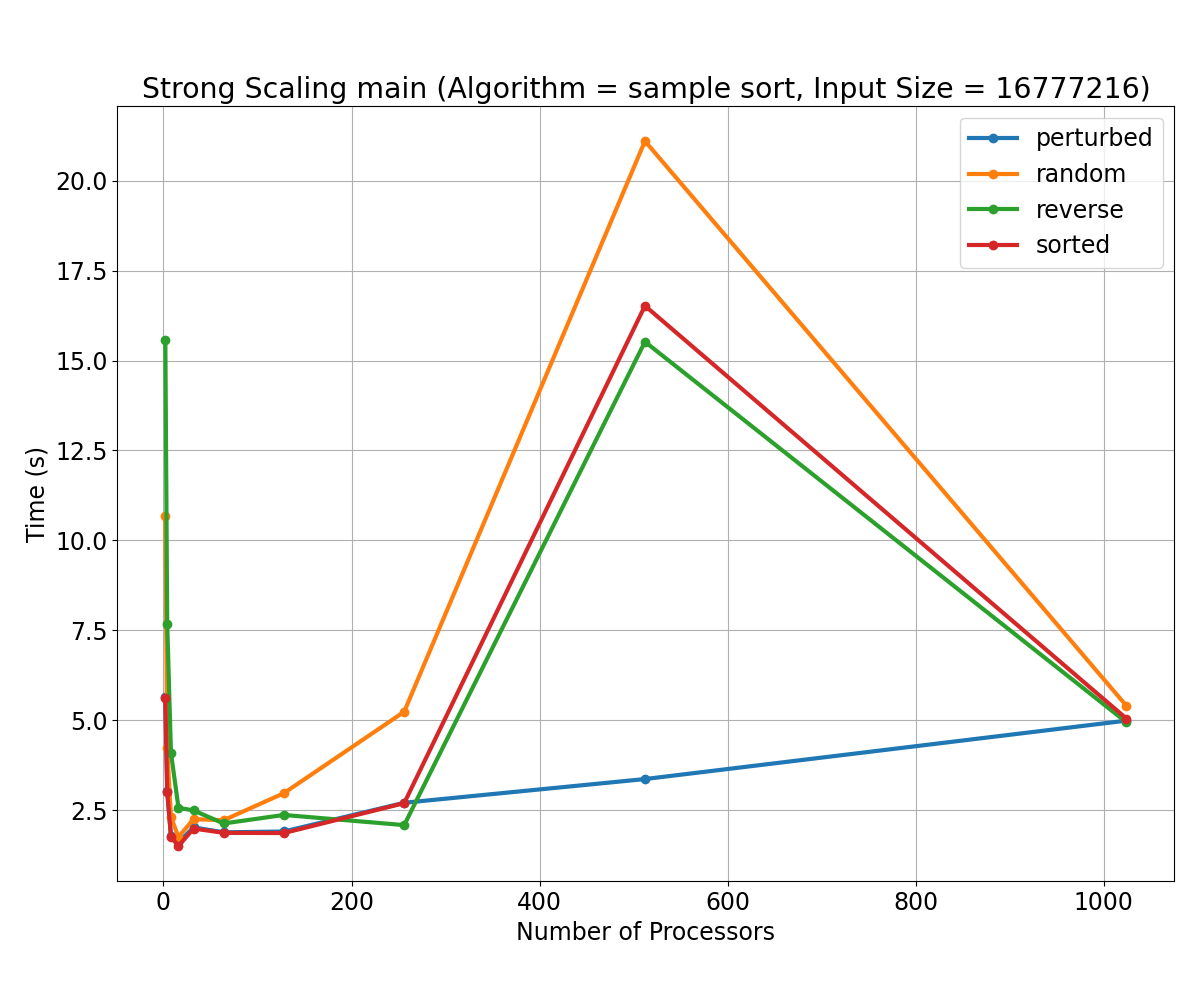 Strong Scaling main (Algorithm = sample sort, Input Size = 16777216)
perturbed
random
reverse
sorted
20.0
17.5
15.0
12.5
10.0
7.5
5.0
2.5
Time (s)
0 200 400 600 800 1000
Number of Processors